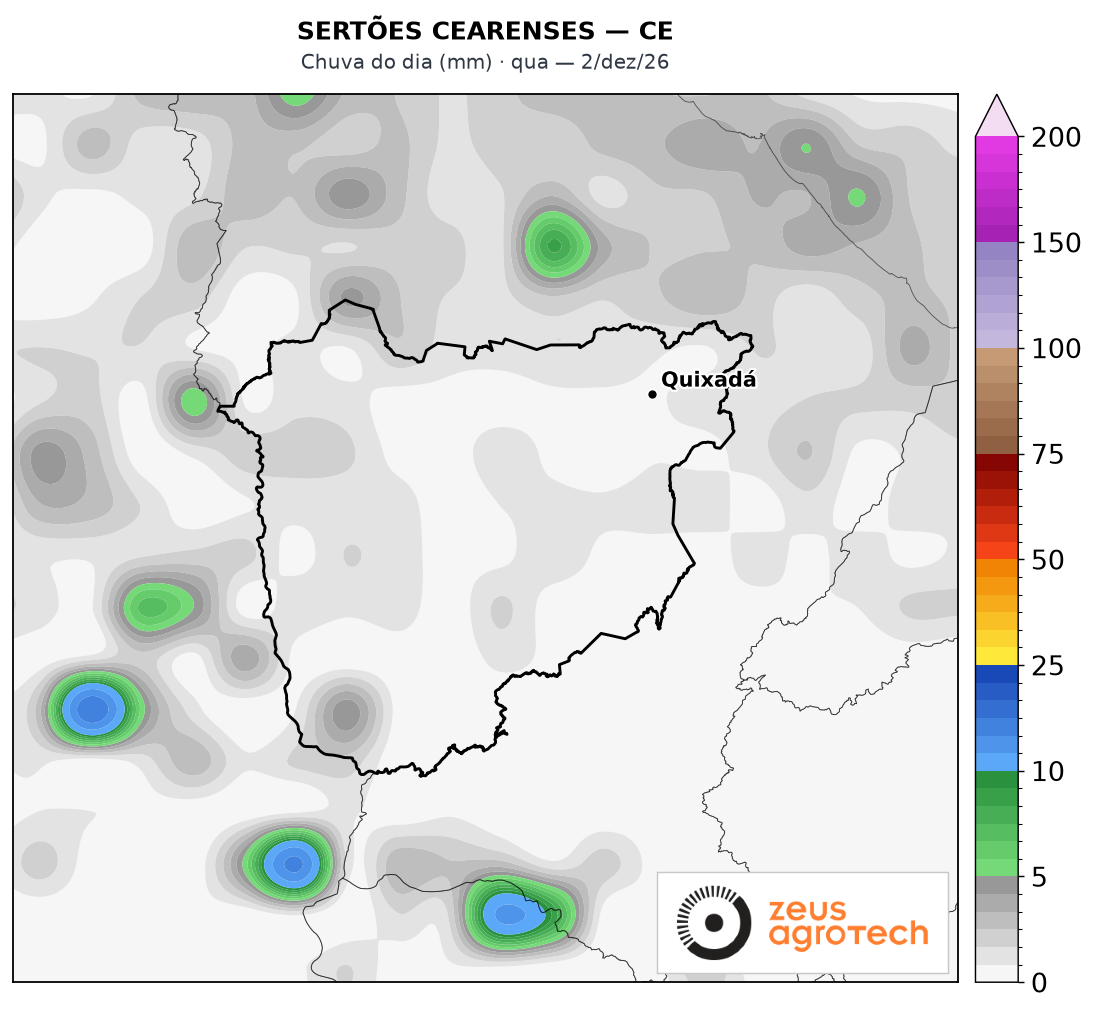 SERTÕES CEARENSES — CE
Chuva do dia (mm) · qua — 2/dez/26
200
150
100
75
50
25
10
5
0
Quixadá
zeus
agrotech